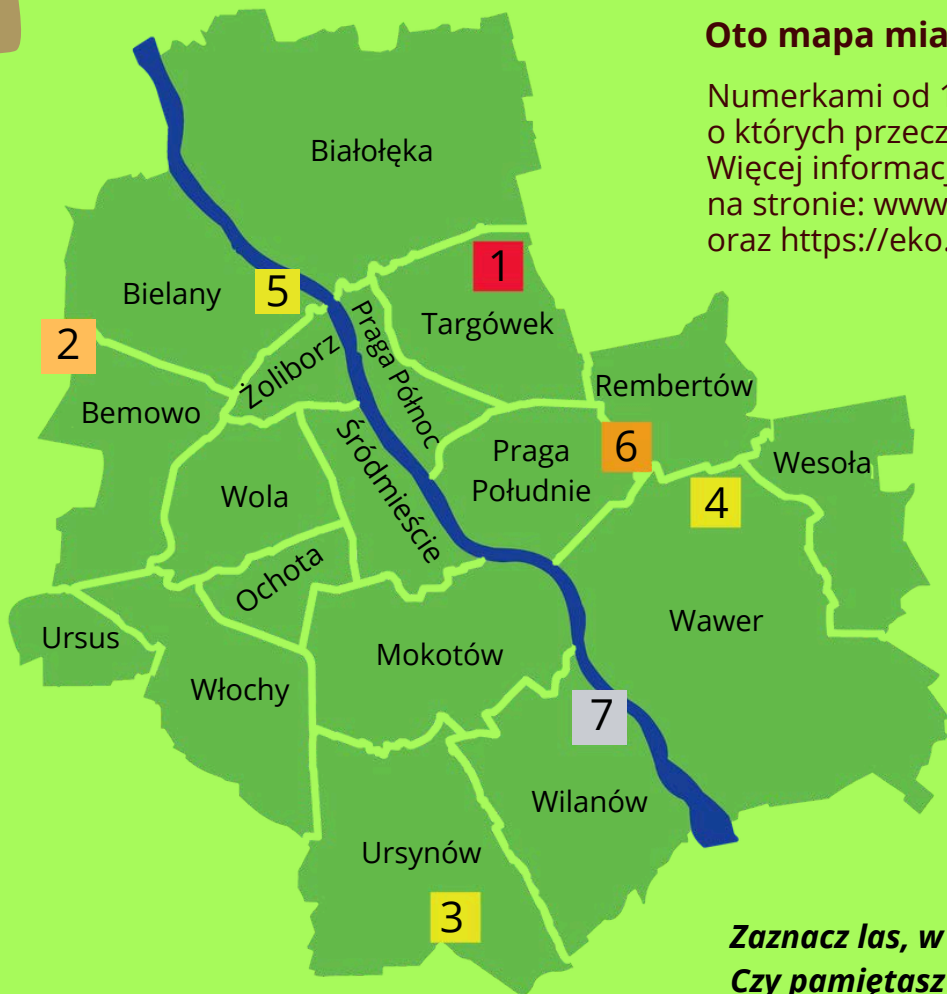 Oto mapa mia
Numerkami od 1
o których przecz
Więcej informac
na stronie: www
oraz https://eko.
Białołęka
1
Bielany
5
Targówek
2
Żoliborz
Praga Północ
Rembertów
Bemowo
Śródmieście
Praga
Południe
6
Wesoła
Wola
4
Ochota
Ursus
Mokotów
Wawer
Włochy
7
Wilanów
Ursynów
3
Zaznacz las, w
Czy pamiętasz